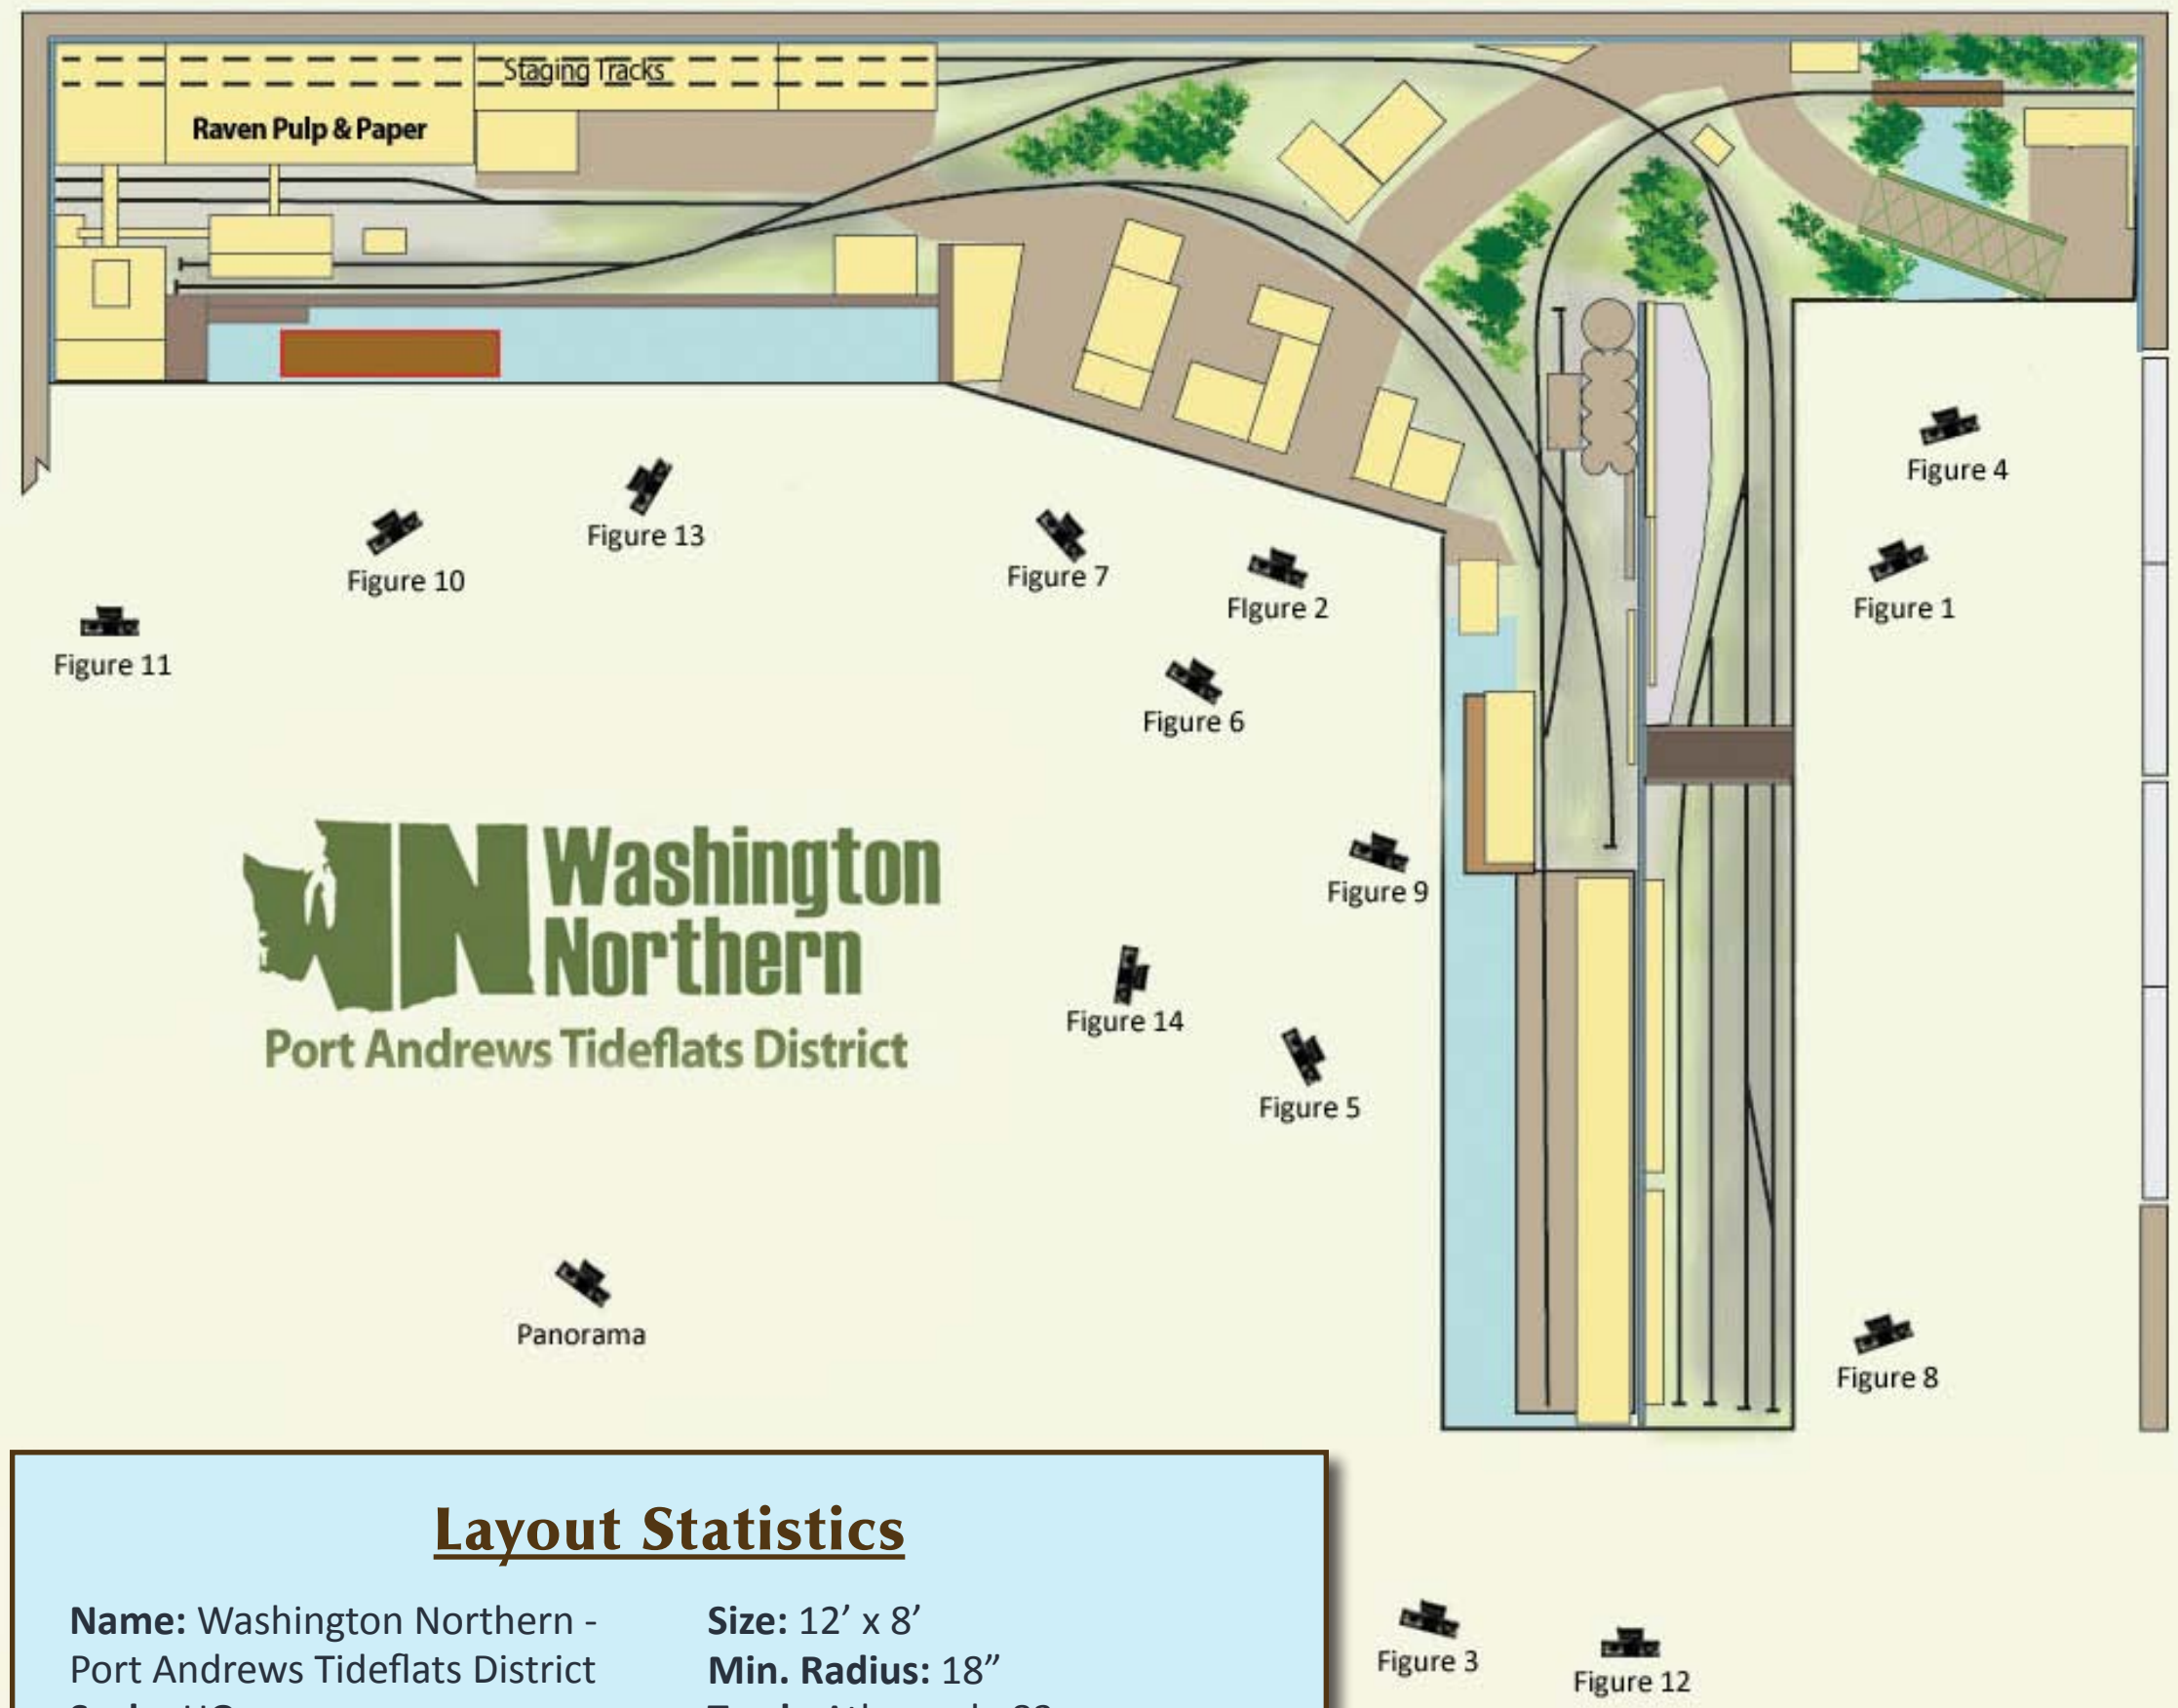 Staging Tracks
Raven Pulp & Paper
Figure 4
Figure 13
Figure 10
Figure 7
FIgure 2
Figure 1
Figure 11
Figure 6
WN Washington
Northern
Port Andrews Tideflats District
Figure 9
Figure 14
Figure 5
Panorama
Figure 8
Layout Statistics
Name: Washington Northern -
Port Andrews Tideflats District
Size: 12’ x 8’
Min. Radius: 18”
Figure 3
Figure 12